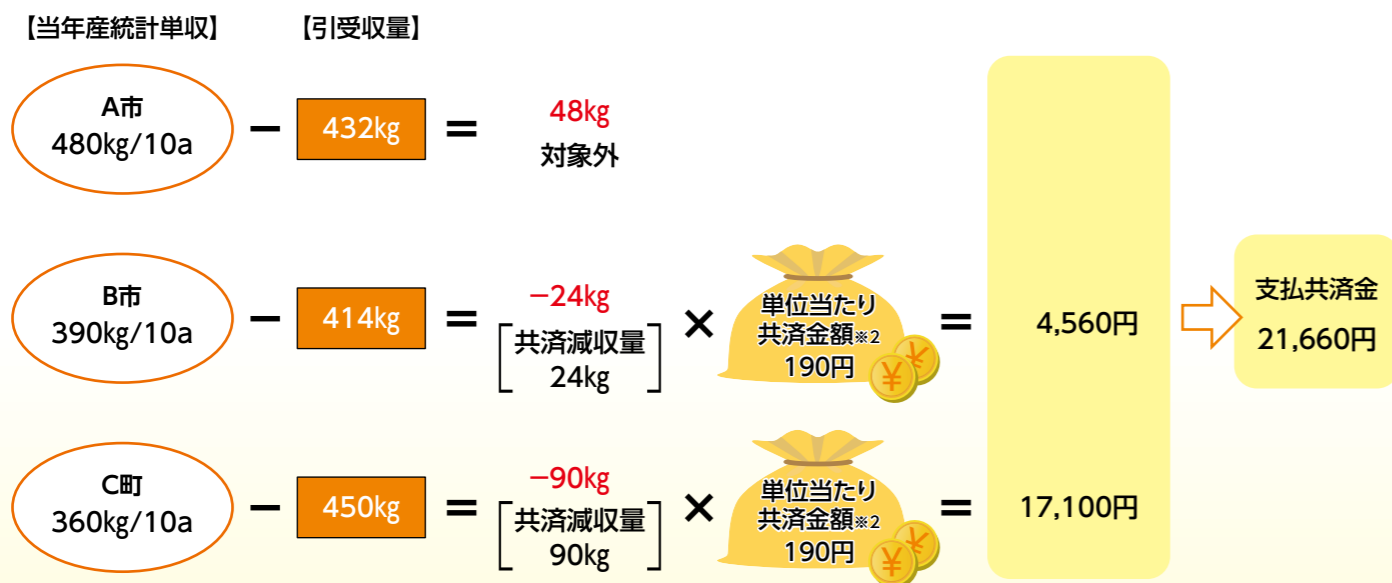 【当年産統計単収】 【引受収量】
A市
480kg/10a
−
432kg
=
48kg
対象外
B市
390kg/10a
−
414kg
=
−24kg
共済減収量
24kg
×
単位当たり
共済金額※2
190円
¥ ¥
=
4,560円
支払共済金
21,660円
C町
360kg/10a
−
450kg
=
−90kg
共済減収量
90kg
×
単位当たり
共済金額※2
190円
¥ ¥
=
17,100円